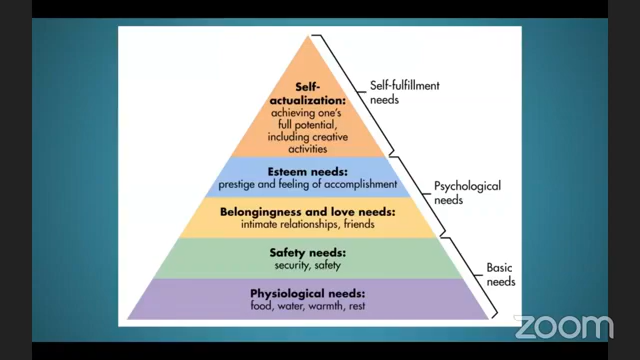 Self-
actualization:
achieving one's
full potential,
including creative
activities
Self-fulfillment
needs
Esteem needs:
prestige and feeling of accomplishment
Psychological
needs
Belongingness and love needs:
intimate relationships, friends
Safety needs:
security, safety
Basic
needs
Physiological needs:
food, water, warmth, rest
zoom